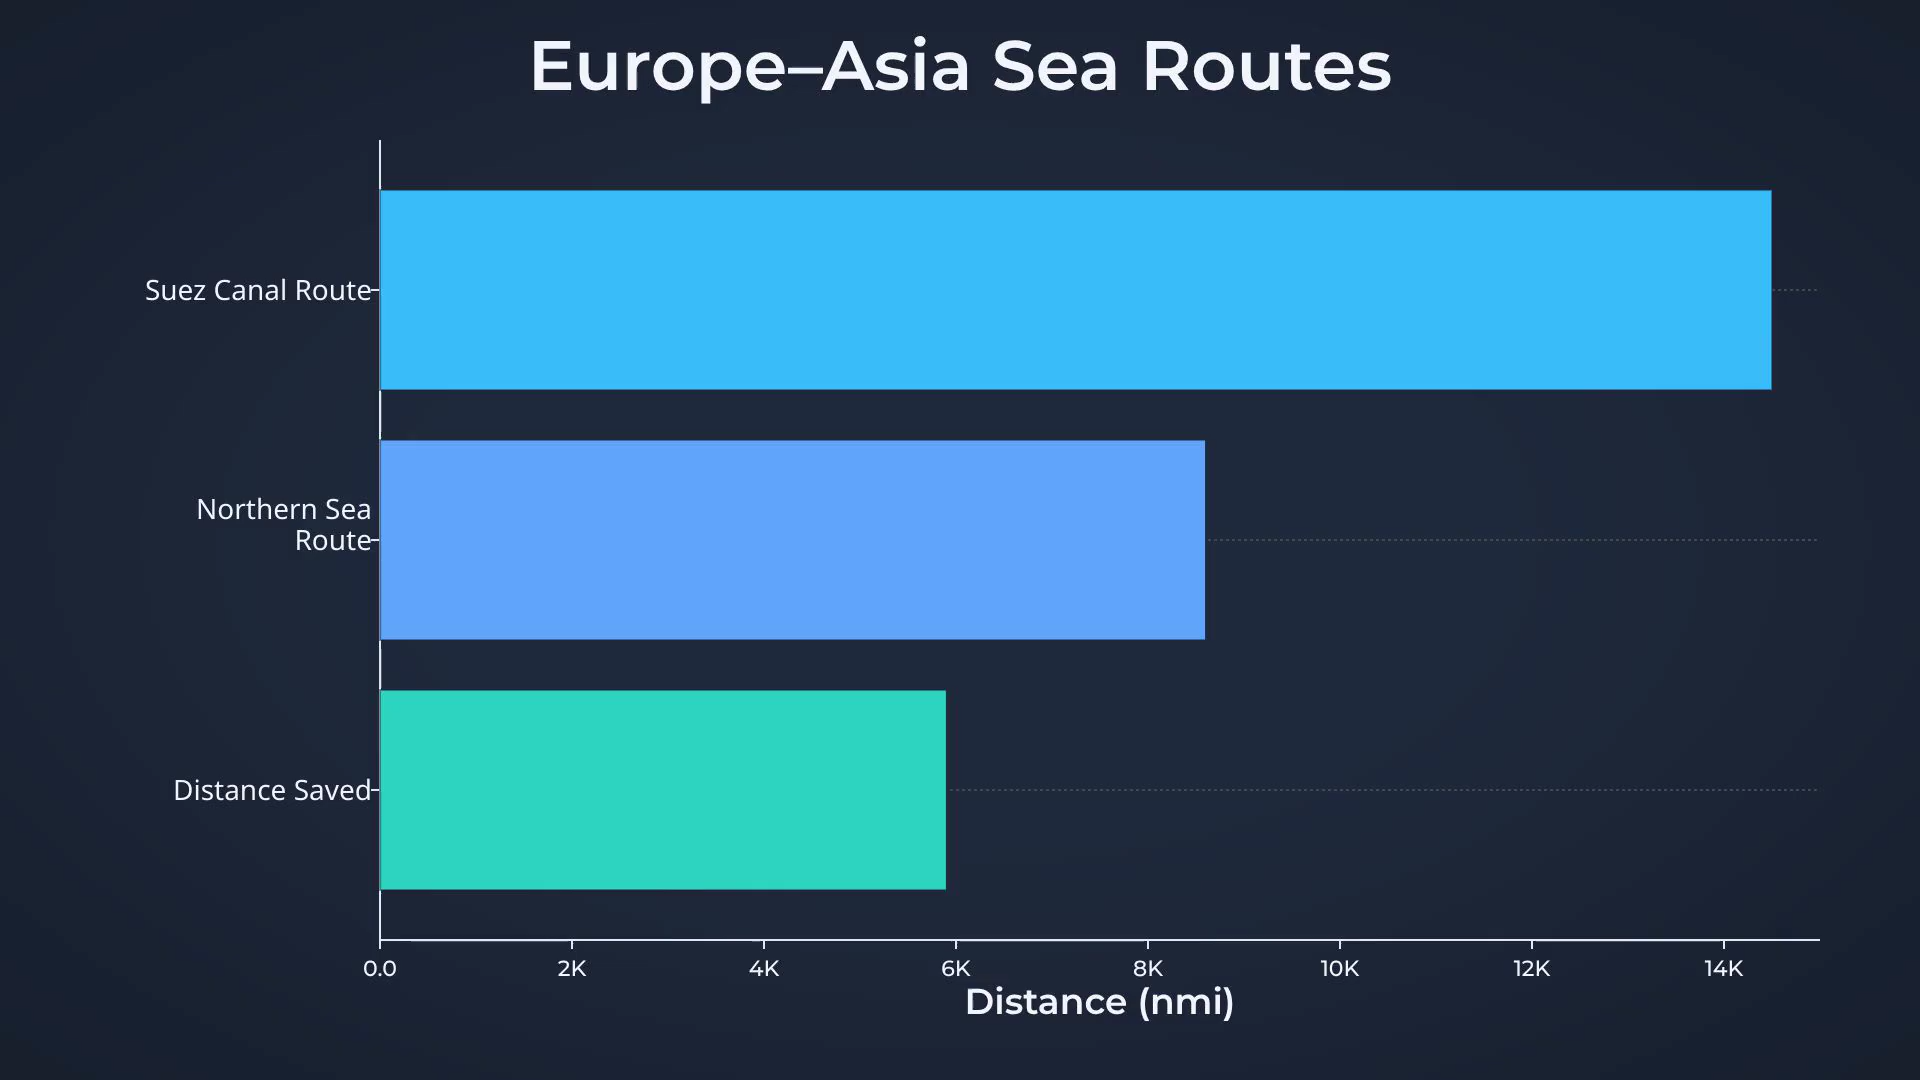 Europe–Asia Sea Routes
Suez Canal Route
Northern Sea
Route
Distance Saved
0.0 2K 4K 6K 8K 10K 12K 14K
Distance (nmi)